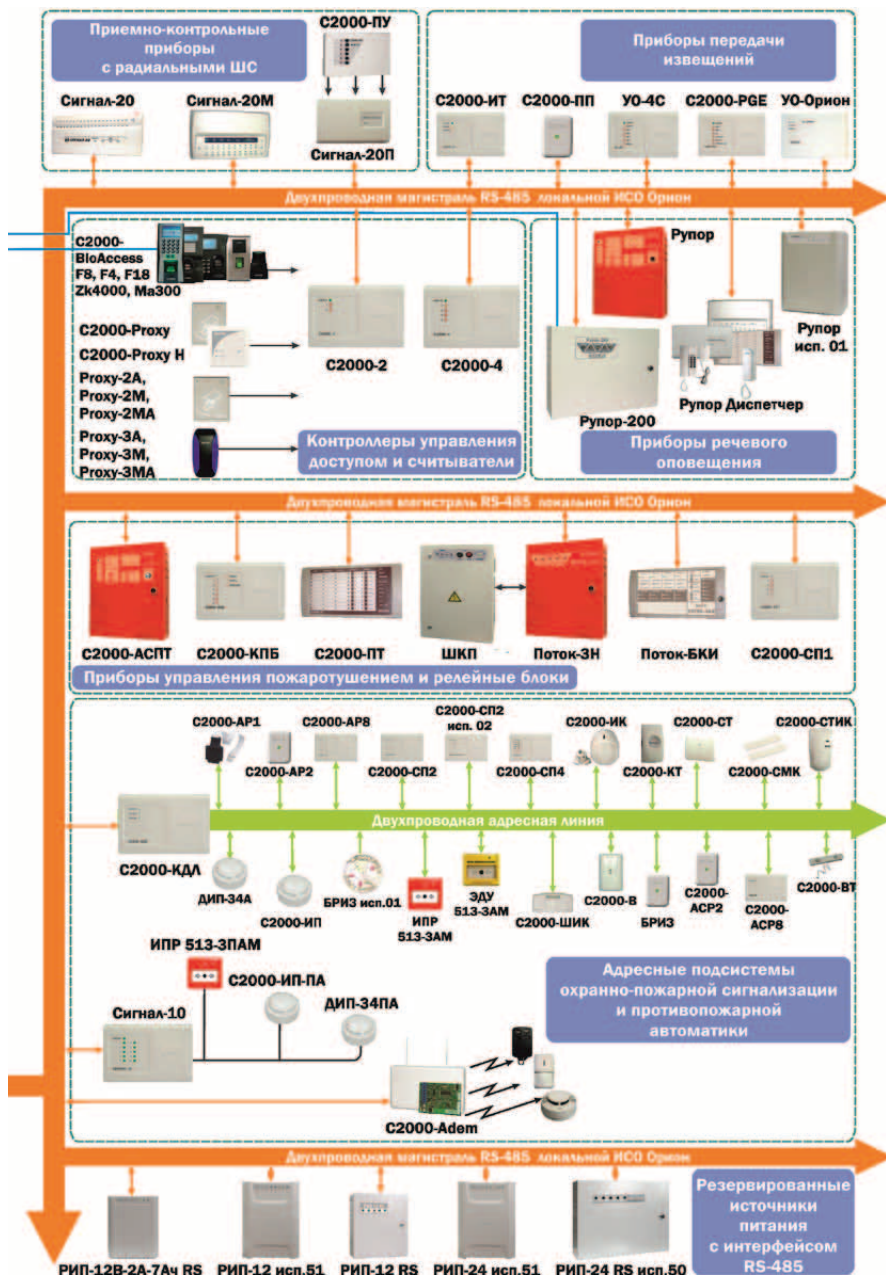 Приемно-контрольные
приборы
с радиальными ШС
С2000-ПУ
Приборы передачи
извещений
Сигнал-20
Сигнал-20М
Сигнал-20П
С2000-ИТ
С2000-ПП
УО-4С
С2000-PGE
УО-Орион
Двухпроводная магистраль RS-485 локальной ИСО Орион
С2000-
BioAccess
F8, F4, F18
Zk4000, Ma300
С2000-Proxy
С2000-Proxy H
Proxy-2А,
Proxy-2М,
Proxy-2МА
Proxy-3А,
Proxy-3М,
Proxy-3МА
С2000-2
С2000-4
Контроллеры управления
доступом и считыватели
Рупор
Рупор
исп. 01
Рупор-200
Рупор Диспетчер
Приборы речевого
оповещения
Двухпроводная магистраль RS-485 локальной ИСО Орион
С2000-АСПТ
С2000-КПБ
С2000-ПТ
ШКП
Поток-3Н
Поток-БКИ
С2000-СП1
Приборы управления пожаротушением и релейные блоки
С2000-АР1
С2000-АР2
С2000-АР8
С2000-СП2
С2000-СП2
исп. 02
С2000-СП4
С2000-ИК
С2000-КТ
С2000-СТ
С2000-СМК
С2000-СТИК
Двухпроводная адресная линия
С2000-КДЛ
ДИП-34А
С2000-ИП
БРИЗ исп.01
ИПР
513-3АМ
ЭДУ
513-3АМ
С2000-ШИК
С2000-В
БРИЗ
С2000-
АСР2
С2000-
АСР8
С2000-ВТ
ИПР 513-3ПАМ
С2000-ИП-ПА
ДИП-34ПА
Сигнал-10
С2000-Adem
Адресные подсистемы
охранно-пожарной сигнализации
и противопожарной
автоматики
Двухпроводная магистраль RS-485 локальной ИСО Орион
РИП-12В-2А-7Ач RS
РИП-12 исп.51
РИП-12 RS
РИП-24 исп.51
РИП-24 RS исп.50
Резервированные
источники
питания
с интерфейсом
RS-485